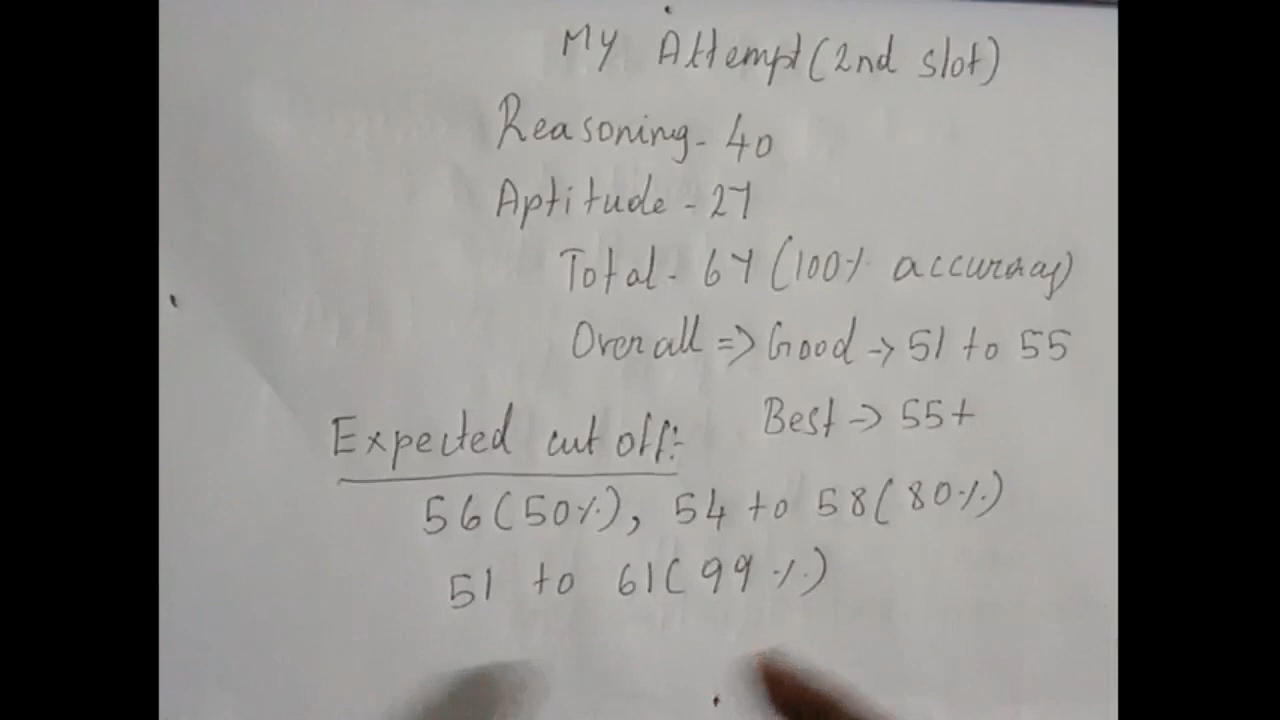 My Attempt (2nd slot)
Reasoning - 40
Aptitude - 27
Total - 67 (100% accuracy)
Overall => Good -> 51 to 55
Best -> 55+
Expected cut off:-
56 (50%), 54 to 58 (80%)
51 to 61 (99%)